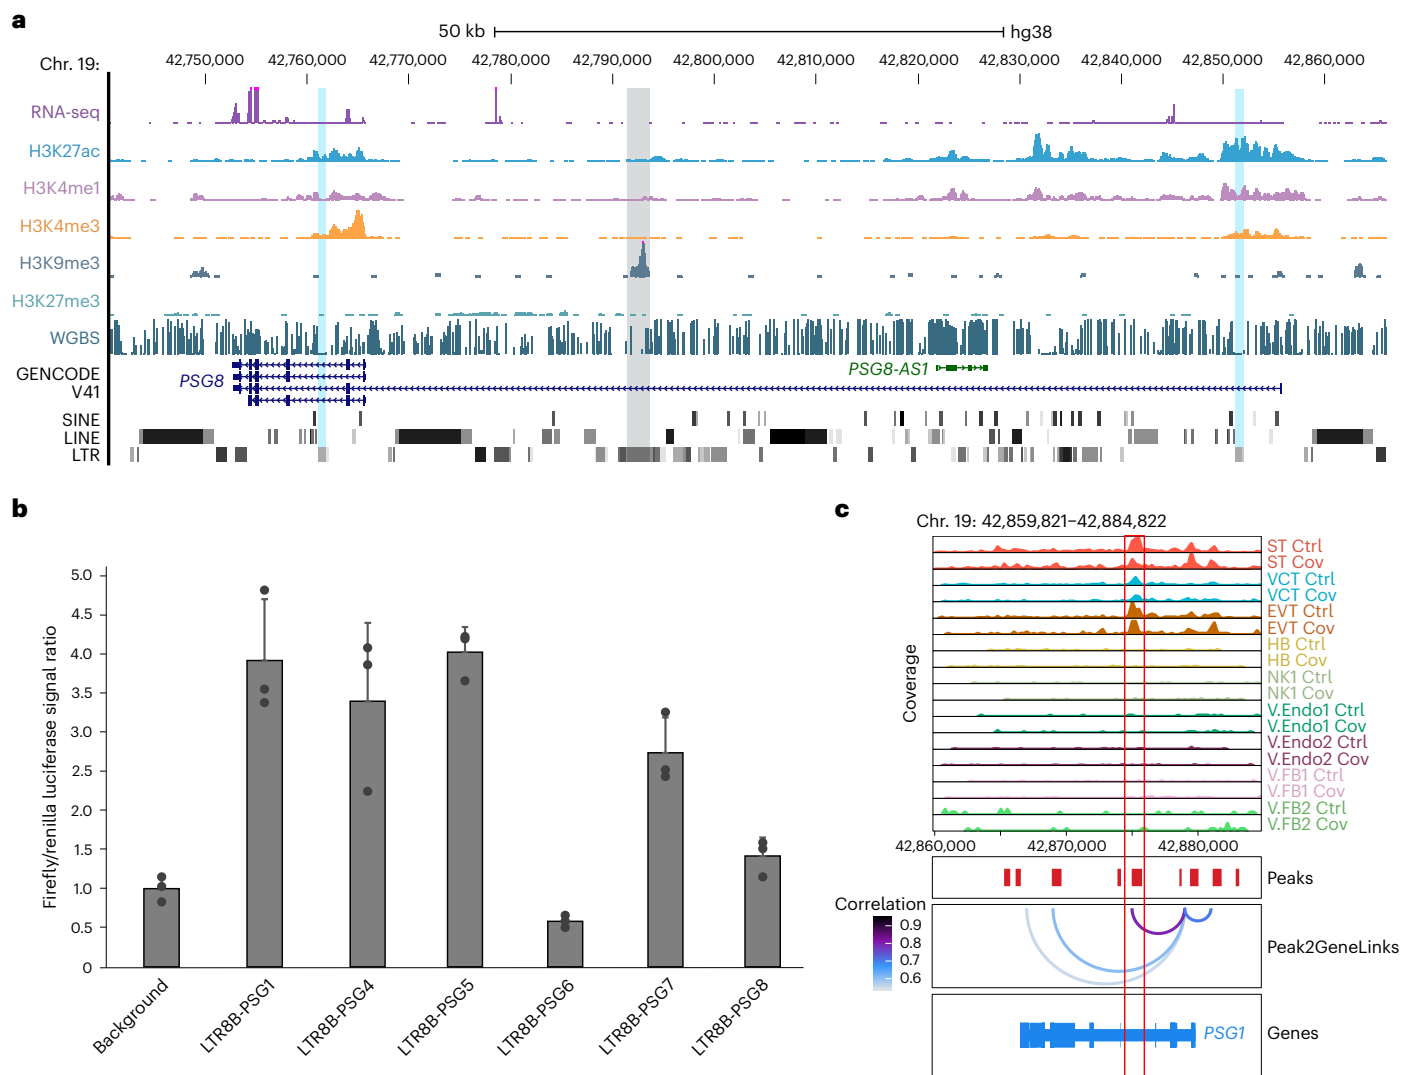 a
50 kb
hg38
Chr. 19:
42,750,000 42,760,000 42,770,000 42,780,000 42,790,000 42,800,000 42,810,000 42,820,000 42,830,000 42,840,000 42,850,000 42,860,000
RNA-seq
H3K27ac
H3K4me1
H3K4me3
H3K9me3
H3K27me3
WGBS
GENCODE
V41
PSG8
PSG8-AS1
SINE
LINE
LTR
b
Firefly/renilla luciferase signal ratio
5.0
4.5
4.0
3.5
3.0
2.5
2.0
1.5
1.0
0.5
0
Background
LTR8B-PSG1
LTR8B-PSG4
LTR8B-PSG5
LTR8B-PSG6
LTR8B-PSG7
LTR8B-PSG8
c
Chr. 19: 42,859,821–42,884,822
Coverage
ST Ctrl
ST Cov
VCT Ctrl
VCT Cov
EVT Ctrl
EVT Cov
HB Ctrl
HB Cov
NK1 Ctrl
NK1 Cov
V.Endo1 Ctrl
V.Endo1 Cov
V.Endo2 Ctrl
V.Endo2 Cov
V.FB1 Ctrl
V.FB1 Cov
V.FB2 Ctrl
V.FB2 Cov
42,860,000 42,870,000 42,880,000
Peaks
Correlation
0.9
0.8
0.7
0.6
Peak2GeneLinks
PSG1
Genes